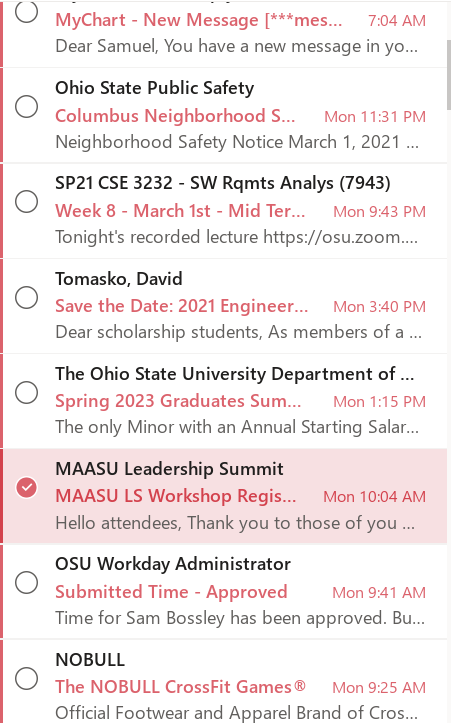 MyChart - New Message [***mes...
7:04 AM
Dear Samuel, You have a new message in yo...
Ohio State Public Safety
Columbus Neighborhood S...
Mon 11:31 PM
Neighborhood Safety Notice March 1, 2021 ...
SP21 CSE 3232 - SW Rqmts Analys (7943)
Week 8 - March 1st - Mid Ter...
Mon 9:43 PM
Tonight's recorded lecture https://osu.zoom....
Tomasko, David
Save the Date: 2021 Engineer...
Mon 3:40 PM
Dear scholarship students, As members of a ...
The Ohio State University Department of ...
Spring 2023 Graduates Sum...
Mon 1:15 PM
The only Minor with an Annual Starting Salar...
MAASU Leadership Summit
MAASU LS Workshop Regis...
Mon 10:04 AM
Hello attendees, Thank you to those of you ...
OSU Workday Administrator
Submitted Time - Approved
Mon 9:41 AM
Time for Sam Bossley has been approved. Bu...
NOBULL
The NOBULL CrossFit Games®
Mon 9:25 AM
Official Footwear and Apparel Brand of Cros...